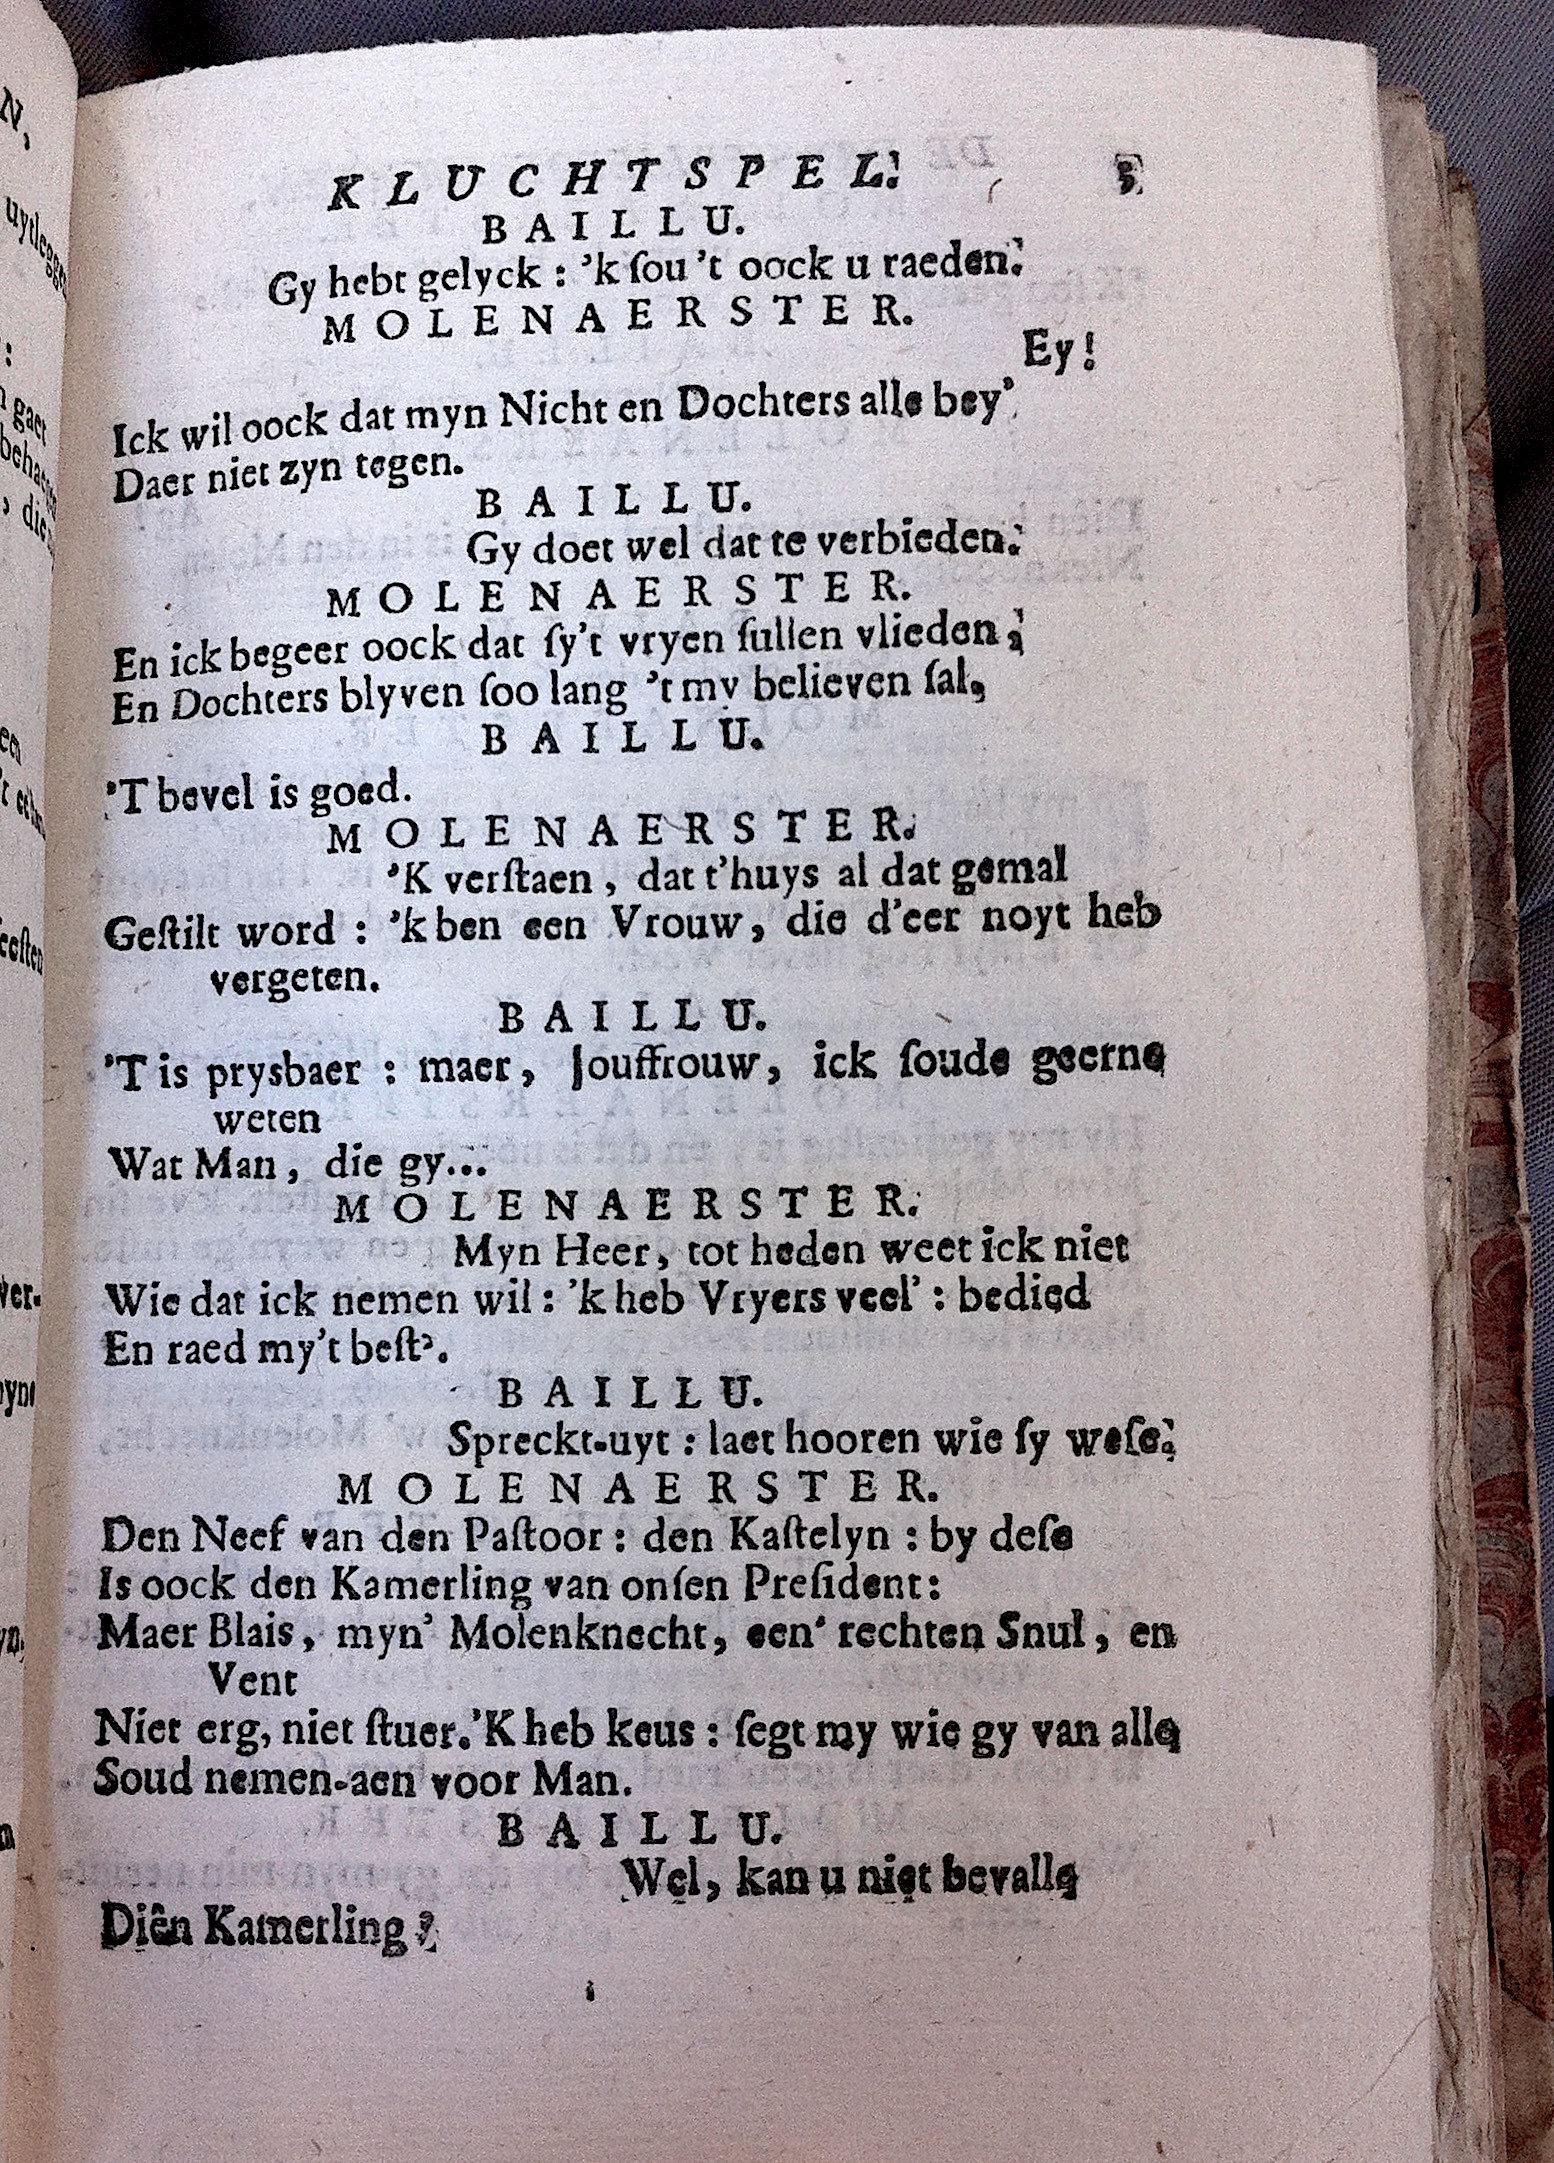 KLUCHTSPEL.
BAILLU.
Gy hebt gelyck : 'k ſou 't oock u raeden.
MOLENAERSTER.
Ey!
Ick wil oock dat myn Nicht en Dochters alle bey'
Daer niet zyn tegen.
BAILLU.
Gy doet wel dat te verbieden.
MOLENAERSTER.
En ick begeer oock dat ſy't vryen ſullen vlieden,
En Dochters blyven ſoo lang 't my believen ſal,
BAILLU.
'T bevel is goed.
MOLENAERSTER.
'K verſtaen, dat t'huys al dat gemal
Geſtilt word : 'k ben een Vrouw, die d'eer noyt heb
vergeten.
BAILLU.
'T is prysbaer : maer, Jouffrouw, ick ſoude geerne
weten
Wat Man, die gy...
MOLENAERSTER.
Myn Heer, tot heden weet ick niet
Wie dat ick nemen wil : 'k heb Vryers veel' : bedied
En raed my't beſt'.
BAILLU.
Spreckt-uyt : laet hooren wie ſy weſe.
MOLENAERSTER.
Den Neef van den Paſtoor : den Kaſtelyn : by deſe
Is oock den Kamerling van onſen Preſident :
Maer Blais, myn' Molenknecht, een' rechten Snul, en
Vent
Niet erg, niet ſtuer. 'K heb keus : ſegt my wie gy van alle
Soud nemen-aen voor Man.
BAILLU.
Wel, kan u niet bevalle
Diên Kamerling ?
N,
uytlegge
:
gaet
, die
een
ver.